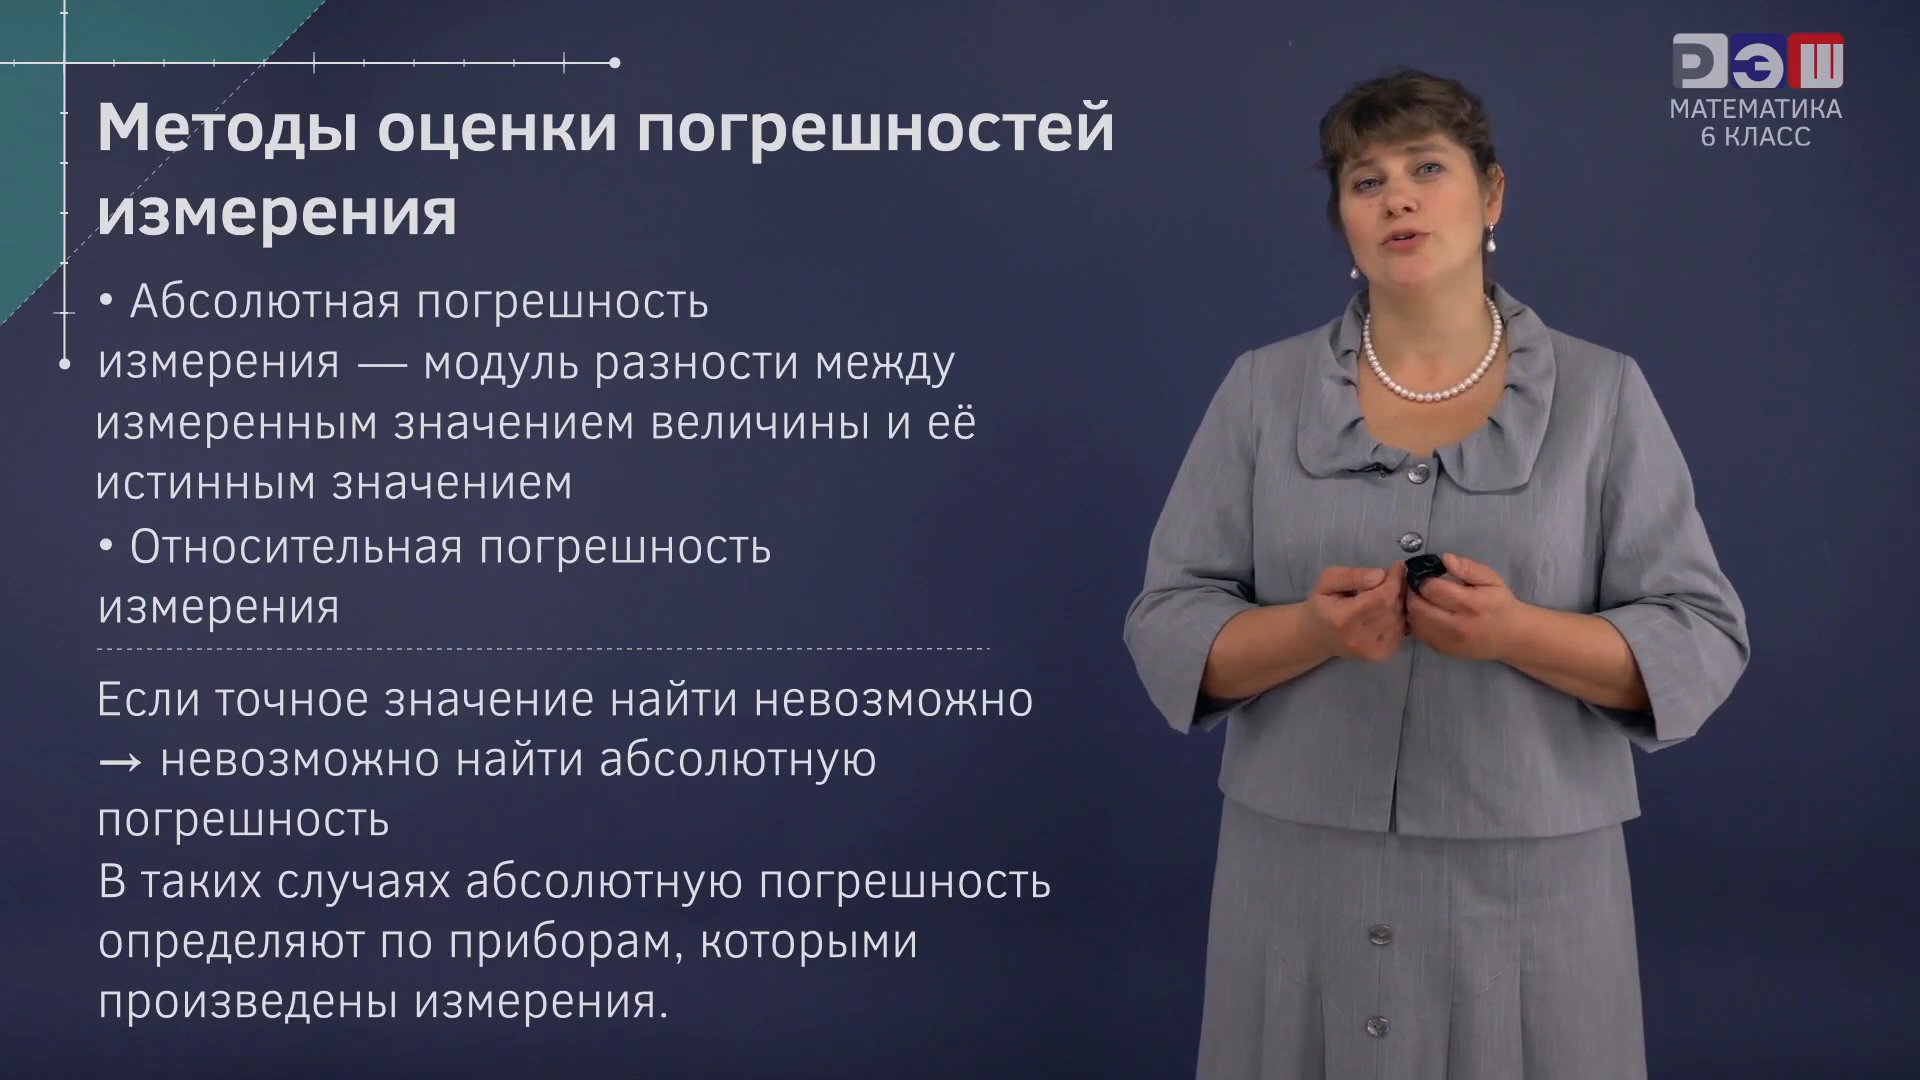 РЭШ
МАТЕМАТИКА
6 КЛАСС
Методы оценки погрешностей
измерения
• Абсолютная погрешность
измерения — модуль разности между
измеренным значением величины и её
истинным значением
• Относительная погрешность
измерения
Если точное значение найти невозможно
→ невозможно найти абсолютную
погрешность
В таких случаях абсолютную погрешность
определяют по приборам, которыми
произведены измерения.